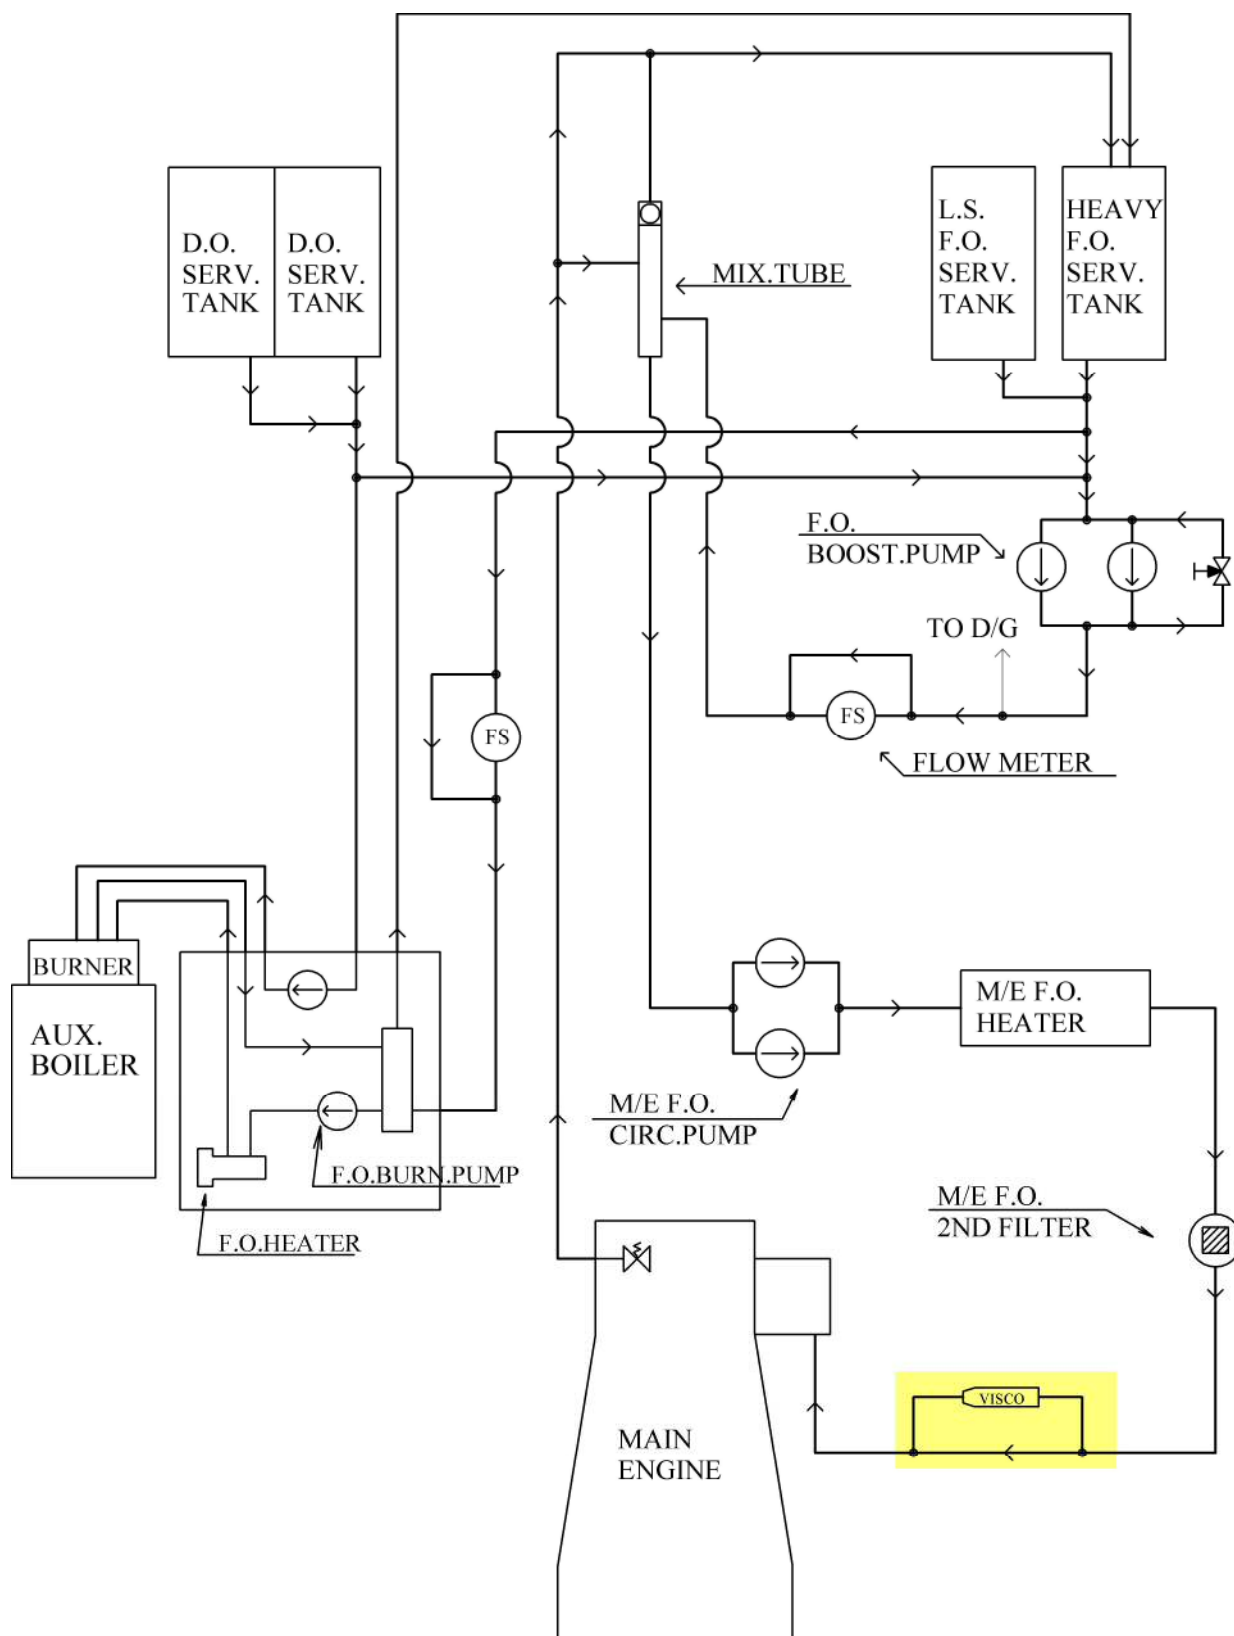 D.O.
SERV.
TANK
D.O.
SERV.
TANK
MIX.TUBE
L.S.
F.O.
SERV.
TANK
HEAVY
F.O.
SERV.
TANK
F.O.
BOOST.PUMP
TO D/G
FS
FLOW METER
FS
BURNER
AUX.
BOILER
M/E F.O.
HEATER
M/E F.O.
CIRC.PUMP
F.O.BURN.PUMP
F.O.HEATER
M/E F.O.
2ND FILTER
VISCO
MAIN
ENGINE